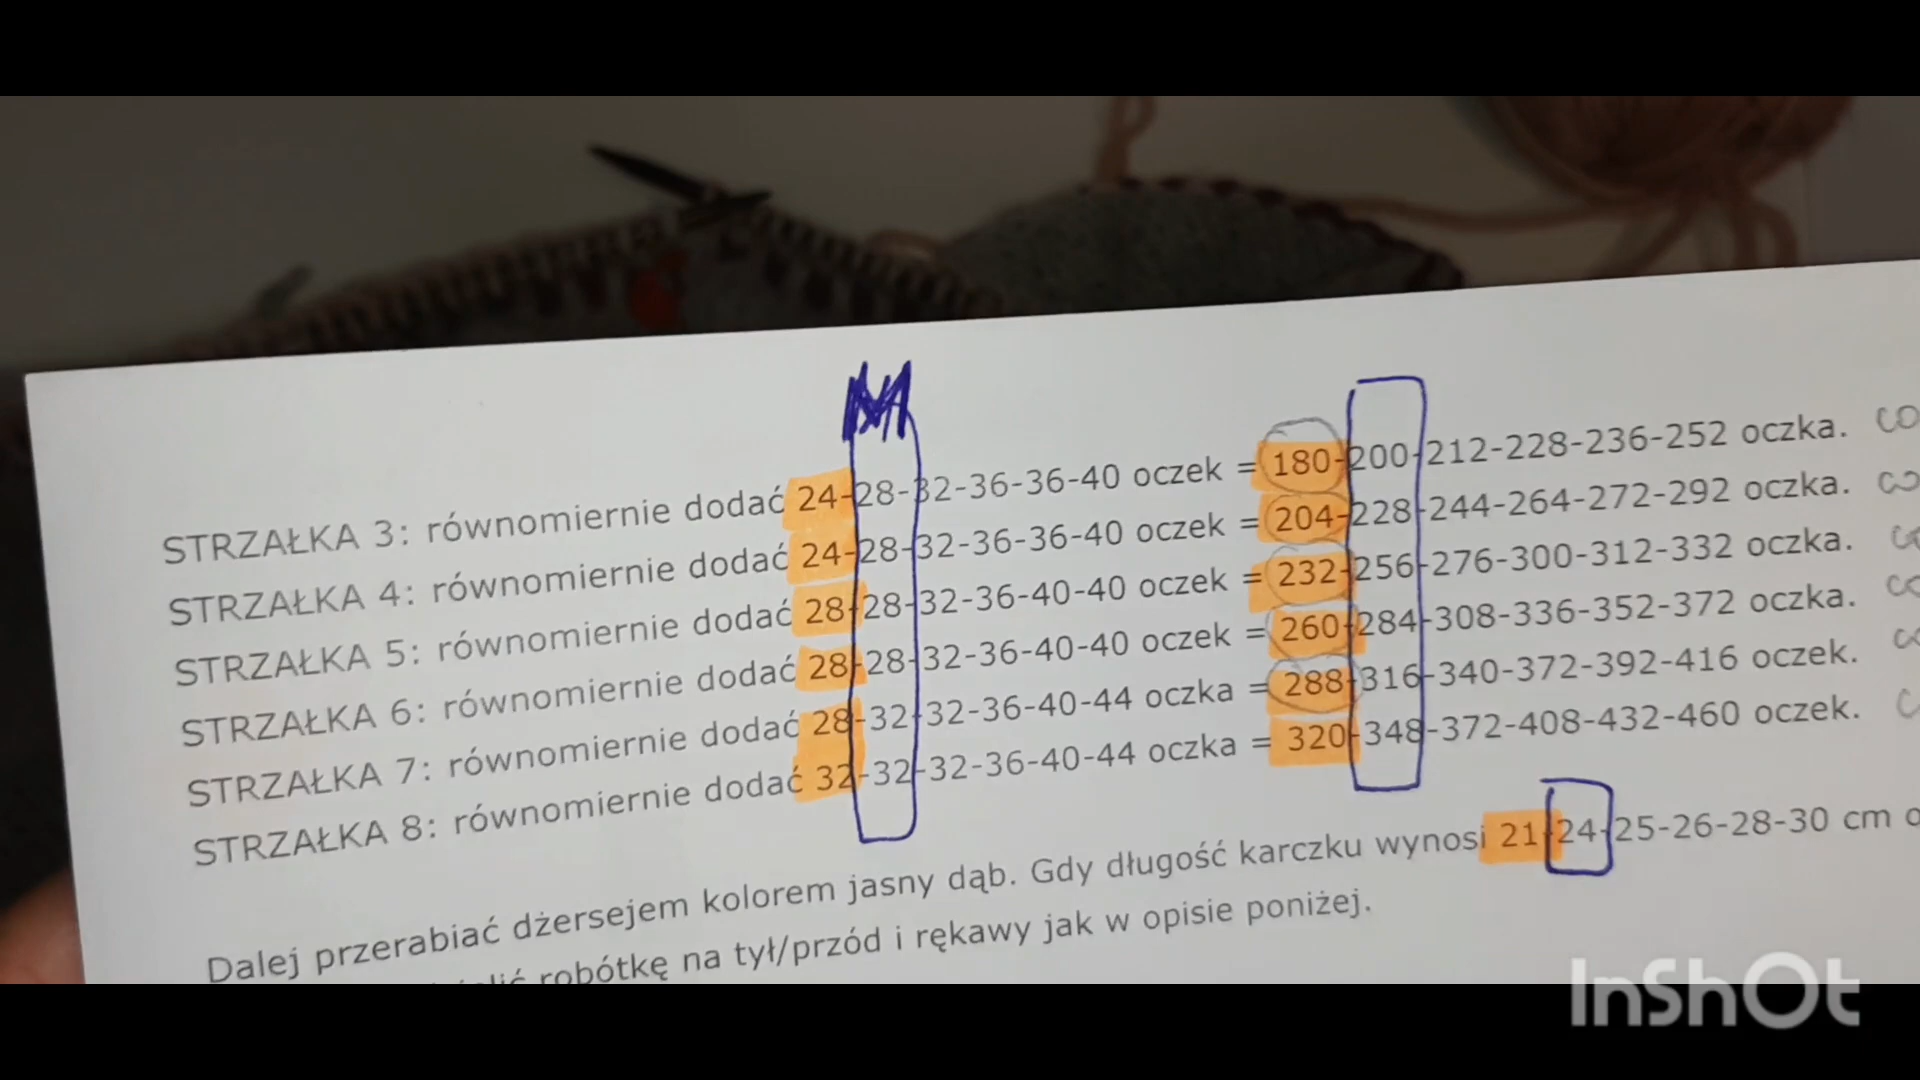 M
STRZAŁKA 3: równomiernie dodać 24-28-32-36-36-40 oczek = 180-200-212-228-236-252 oczka.
STRZAŁKA 4: równomiernie dodać 24-28-32-36-36-40 oczek = 204-228-244-264-272-292 oczka.
STRZAŁKA 5: równomiernie dodać 28-28-32-36-40-40 oczek = 232-256-276-300-312-332 oczka.
STRZAŁKA 6: równomiernie dodać 28-28-32-36-40-40 oczek = 260-284-308-336-352-372 oczka.
STRZAŁKA 7: równomiernie dodać 28-32-32-36-40-44 oczka = 288-316-340-372-392-416 oczek.
STRZAŁKA 8: równomiernie dodać 32-32-32-36-40-44 oczka = 320-348-372-408-432-460 oczek.
Dalej przerabiać dżersejem kolorem jasny dąb. Gdy długość karczku wynosi 21-24-25-26-28-30 cm
robótkę na tył/przód i rękawy jak w opisie poniżej.
InShOt